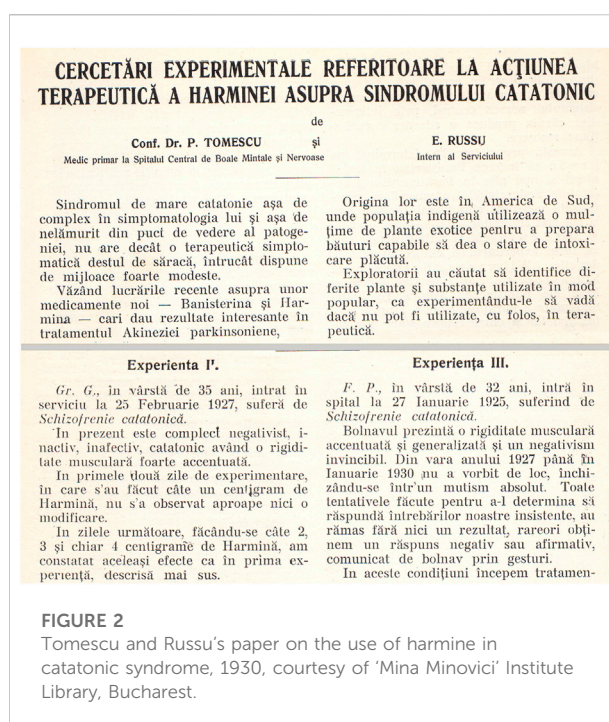 CERCETĂRI EXPERIMENTALE REFERITOARE LA ACŢIUNEA
TERAPEUTICĂ A HARMINEI ASUPRA SINDROMULUI CATATONIC
de
Conf. Dr. P. TOMESCU
Medic primar la Spitalul Central de Boale Mintale şi Nervoase
şi
E. RUSSU
Intern al Serviciului
Sindromul de mare catatonie aşa de
complex în simptomatologia lui şi aşa de
nelămurit din puct de vedere al patoge-
niei, nu are decât o terapeutică simpto-
matică destul de săracă, întrucât dispune
de mijloace foarte modeste.
Văzând lucrările recente asupra unor
medicamente noi — Banisterina şi Har-
mina — cari dau rezultate interesante în
tratamentul Akineziei parkinsoniene,
Origina lor este în America de Sud,
unde populaţia indigenă utilizează o mul-
ţime de plante exotice pentru a prepara
băuturi capabile să dea o stare de intoxi-
care plăcută.
Exploratorii au căutat să identifice di-
ferite plante şi substanţe utilizate în mod
popular, ca experimentându-le să vadă
dacă nu pot fi utilizate, cu folos, în tera-
peutică.
Experienta I'.
Gr. G., în vârstă de 35 ani, intrat în
serviciu la 25 Februarie 1927, suferă de
Schizofrenie catatonică.
In prezent este complect negativist, i-
nactiv, inafectiv, catatonic având o rigidi-
tate musculară foarte accentuată.
In primele două zile de experimentare,
în care s'au făcut câte un centigram de
Harmină, nu s'a observat aproape nici o
modificare.
In zilele următoare, făcându-se câte 2,
3 şi chiar 4 centigrame de Harmină, am
constatat aceleaşi efecte ca în prima ex-
perienţă, descrisă mai sus.
Experienţa III.
F. P., în vârstă de 32 ani, intră în
spital la 27 Ianuarie 1925, suferind de
Schizofrenie catatonică.
Bolnavul prezintă o rigiditate musculară
accentuată şi generalizată şi un negativism
invincibil. Din vara anului 1927 până în
Ianuarie 1930 nu a vorbit de loc, închi-
zându-se într'un mutism absolut. Toate
tentativele făcute pentru a-l determina să
răspundă întrebărilor noastre insistente, au
rămas fără nici un rezultat, rareori obţi-
nem un răspuns negativ sau afirmativ,
comunicat de bolnav prin gesturi.
In aceste condiţiuni începem tratamen-
FIGURE 2
Tomescu and Russu's paper on the use of harmine in
catatonic syndrome, 1930, courtesy of 'Mina Minovici' Institute
Library, Bucharest.